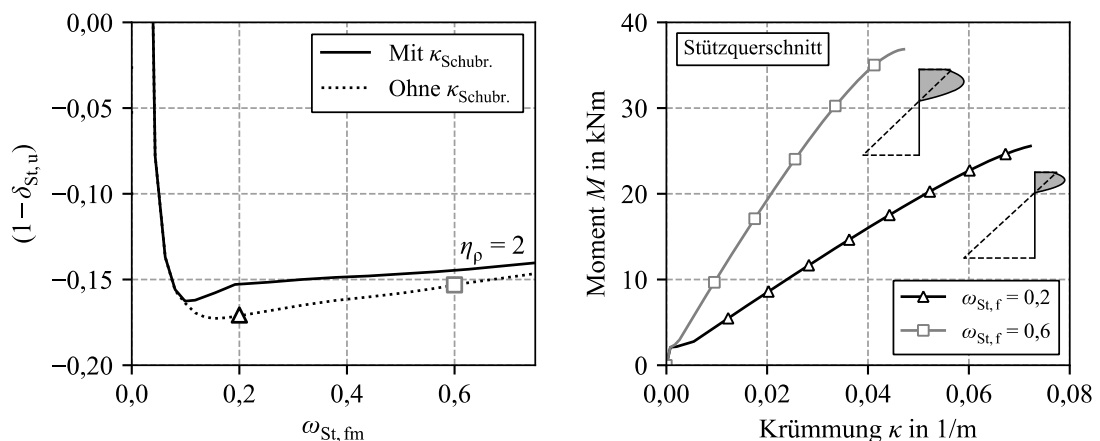 0,00
−0,05
−0,10
−0,15
−0,20
0,0
0,2
0,4
0,6
(1 − δSt,u)
ωSt, fm
Mit κSchubr.
Ohne κSchubr.
ηρ = 2
40
30
20
10
0
0,00
0,02
0,04
0,06
0,08
Moment M in kNm
Krümmung κ in 1/m
Stützquerschnitt
ωSt, f = 0,2
ωSt, f = 0,6